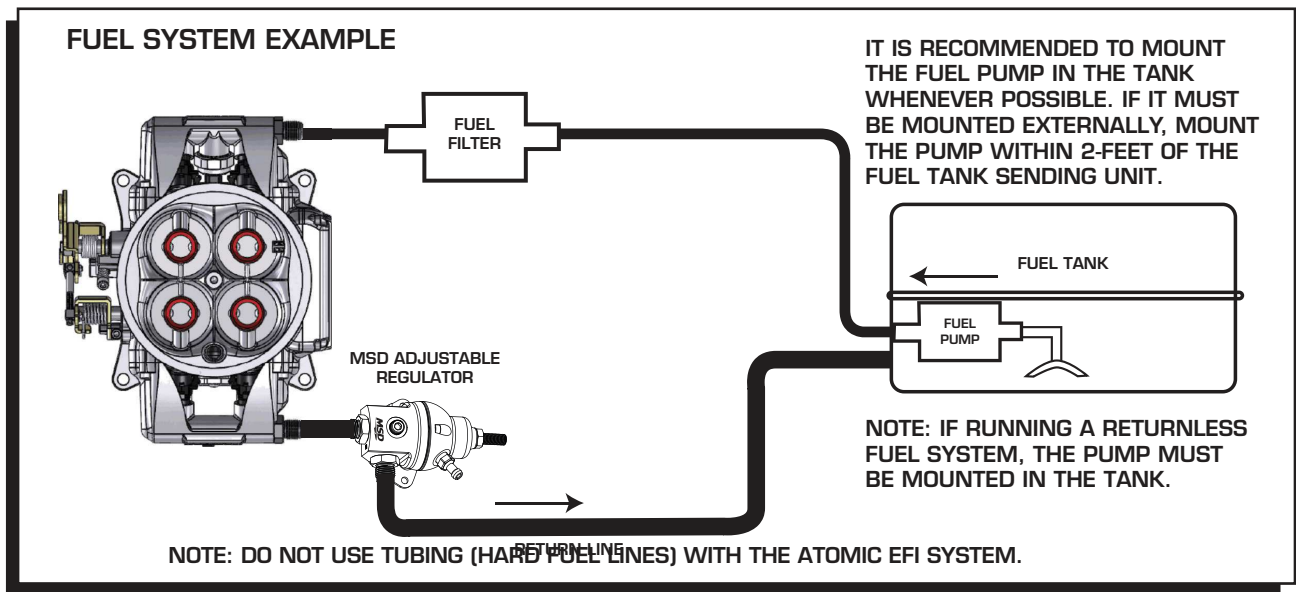 FUEL SYSTEM EXAMPLE
IT IS RECOMMENDED TO MOUNT
THE FUEL PUMP IN THE TANK
WHENEVER POSSIBLE. IF IT MUST
BE MOUNTED EXTERNALLY, MOUNT
THE PUMP WITHIN 2-FEET OF THE
FUEL TANK SENDING UNIT.
FUEL
FILTER
FUEL TANK
FUEL
PUMP
MSD ADJUSTABLE
REGULATOR
MSD
NOTE: IF RUNNING A RETURNLESS
FUEL SYSTEM, THE PUMP MUST
BE MOUNTED IN THE TANK.
RETURN LINE
NOTE: DO NOT USE TUBING (HARD FUEL LINES) WITH THE ATOMIC EFI SYSTEM.